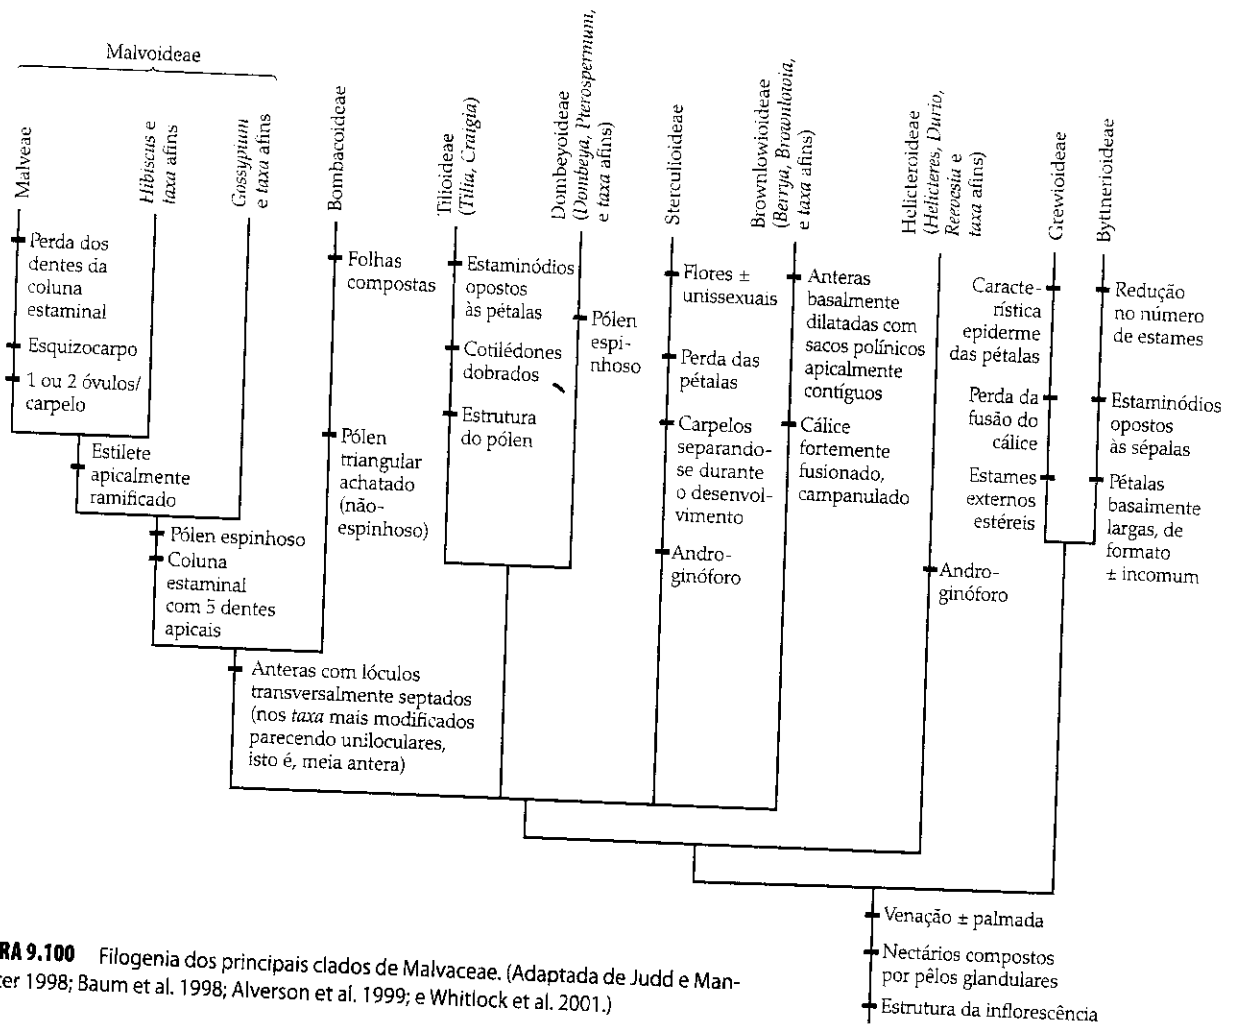 Malvoideae
Malveae
Hibiscus e
taxa afins
Gossypium
e taxa afins
Bombacoideae
Tilioideae
(Tilia, Craigia)
Dombeyoideae
(Dombeya, Pterospermum,
e taxa afins)
Sterculioideae
Brownlowioideae
(Berrya, Brownlowia,
e taxa afins)
Helicteroideae
(Helicteres, Durio,
Reevesia e
taxa afins)
Grewioideae
Byttnerioideae
Perda dos
dentes da
coluna
estaminal
Esquizocarpo
1 ou 2 óvulos/
carpelo
Estilete
apicalmente
ramificado
Pólen espinhoso
Coluna
estaminal
com 5 dentes
apicais
Folhas
compostas
Pólen
triangular
achatado
(não-
espinhoso)
Anteras com lóculos
transversalmente septados
(nos taxa mais modificados
parecendo uniloculares,
isto é, meia antera)
Estaminódios
opostos
às pétalas
Cotilédones
dobrados
Estrutura
do pólen
Pólen
espi-
nhoso
Flores ±
unissexuais
Perda das
pétalas
Carpelos
separando-
se durante
o desenvol-
vimento
Andro-
ginóforo
Anteras
basalmente
dilatadas com
sacos polínicos
apicalmente
contíguos
Cálice
fortemente
fusionado,
campanulado
Andro-
ginóforo
Caracte-
rística
epiderme
das pétalas
Perda da
fusão do
cálice
Estames
externos
estéreis
Redução
no número
de estames
Estaminódios
opostos
às sépalas
Pétalas
basalmente
largas, de
formato
± incomum
Venação ± palmada
Nectários compostos
por pêlos glandulares
Estrutura da inflorescência
RA 9.100 Filogenia dos principais clados de Malvaceae. (Adaptada de Judd e Man-
ter 1998; Baum et al. 1998; Alverson et al. 1999; e Whitlock et al. 2001.)